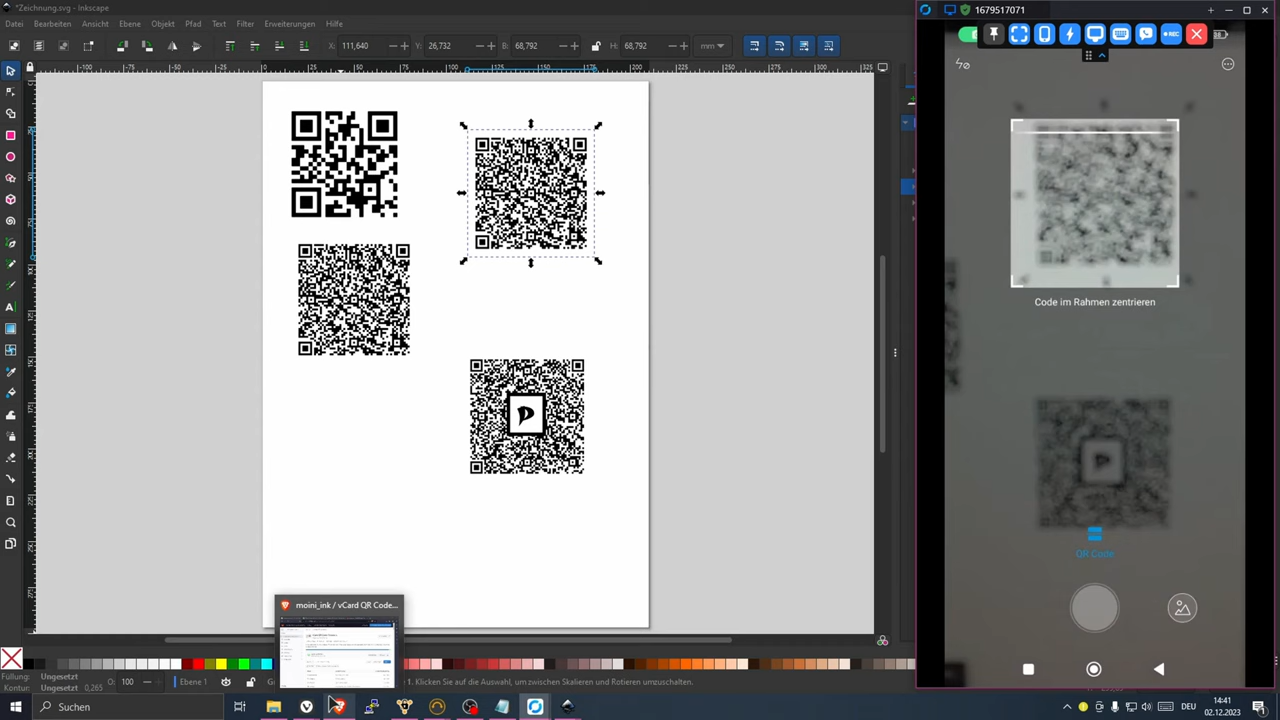 *Zeichnung.svg - Inkscape
Datei Bearbeiten Ansicht Ebene Objekt Pfad Text Filter Erweiterungen Hilfe
X: 111,640 Y: 26,732 B: 68,792 H: 68,792 mm
1679517071
REC
Code im Rahmen zentrieren
QR Code
P
moini_ink / vCard QR Code...
Füllung: Ungesetzt
Kontur: Ungesetzt 0,265
100
Ebene 1
1. Klicken Sie auf die Auswahl, um zwischen Skalieren und Rotieren umzuschalten.
Suchen
DEU
14:41
02.12.2023